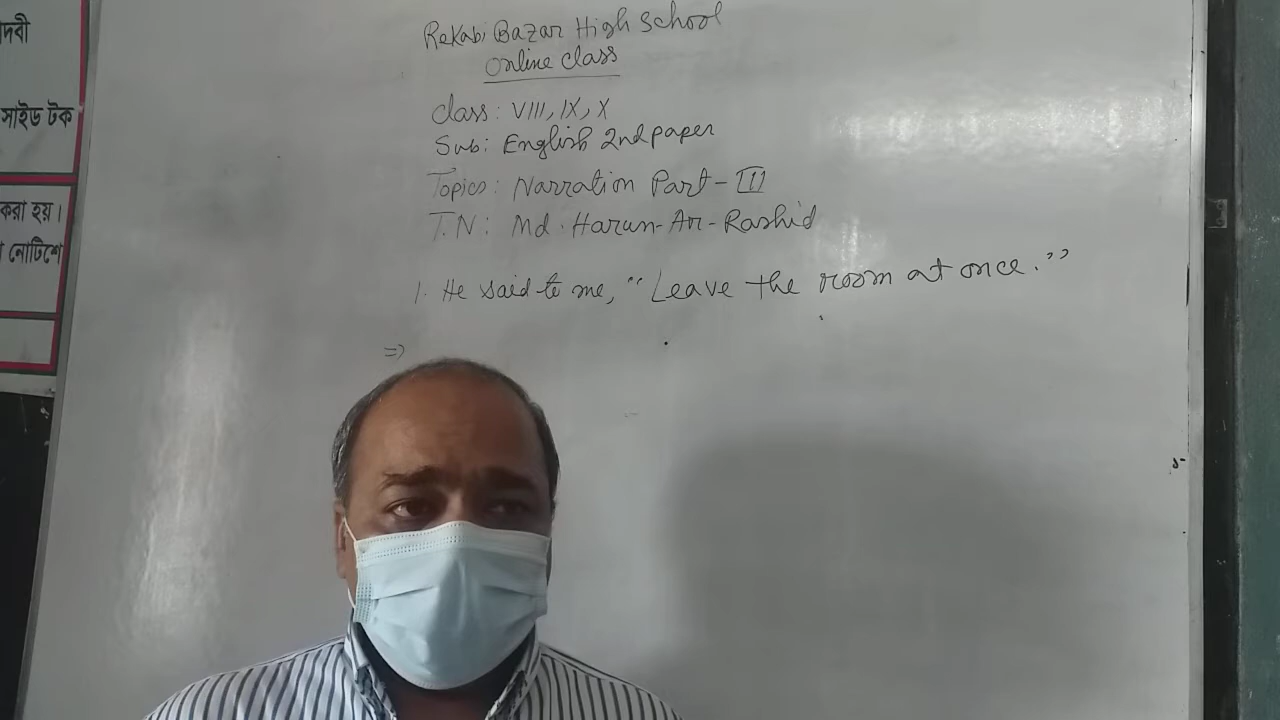 দবী
সাইড টক
করা হয়।
নোটিশে
Rekabi Bazar High School
Online class
class: VIII, IX, X
Sub: English 2nd paper
Topics: Narration Part-III
T.N: Md. Harun-Ar-Rashid
1. He said to me, "Leave the room at once."
=>